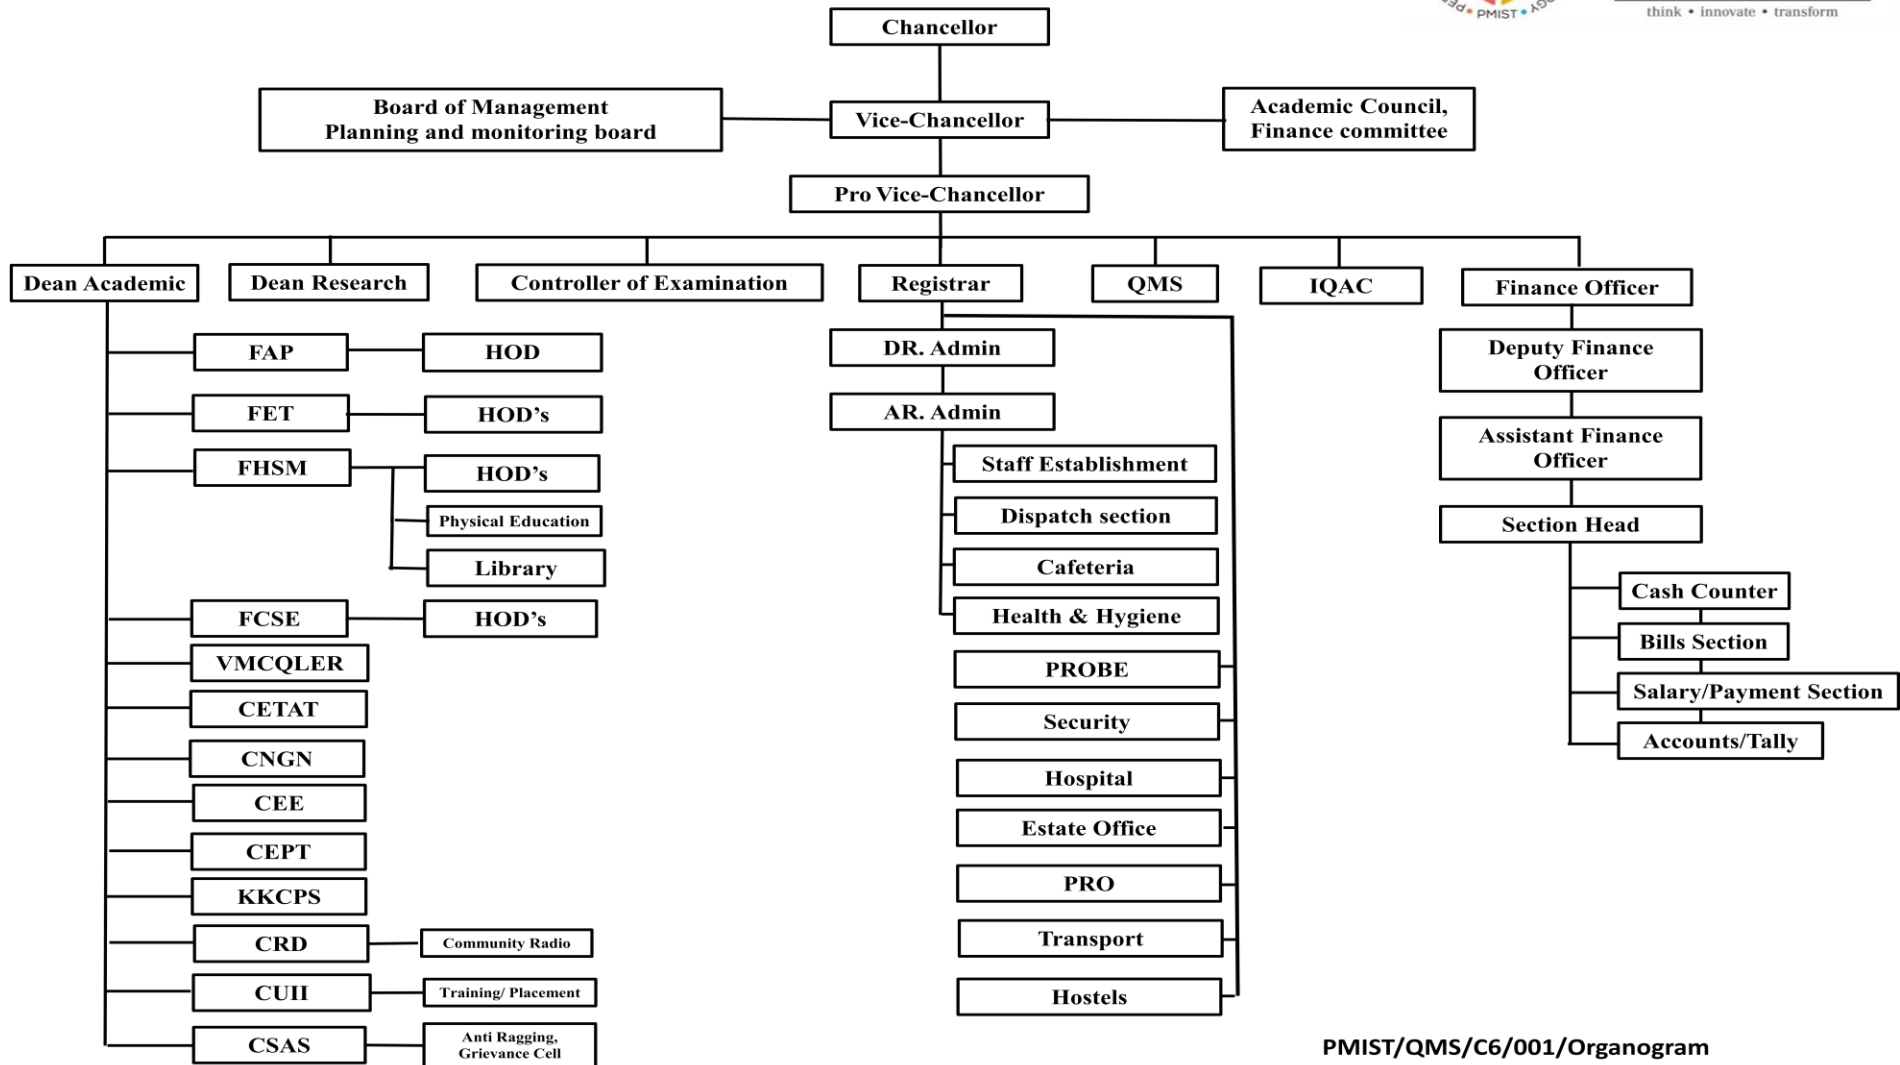 PMIST
think • innovate • transform
Chancellor
Board of Management
Planning and monitoring board
Vice-Chancellor
Academic Council,
Finance committee
Pro Vice-Chancellor
Dean Academic
Dean Research
Controller of Examination
Registrar
QMS
IQAC
Finance Officer
FAP
HOD
FET
HOD's
FHSM
HOD's
Physical Education
Library
FCSE
HOD's
VMCQLER
CETAT
CNGN
CEE
CEPT
KKCPS
CRD
Community Radio
CUII
Training/ Placement
CSAS
Anti Ragging,
Grievance Cell
DR. Admin
AR. Admin
Staff Establishment
Dispatch section
Cafeteria
Health & Hygiene
PROBE
Security
Hospital
Estate Office
PRO
Transport
Hostels
Deputy Finance
Officer
Assistant Finance
Officer
Section Head
Cash Counter
Bills Section
Salary/Payment Section
Accounts/Tally
PMIST/QMS/C6/001/Organogram